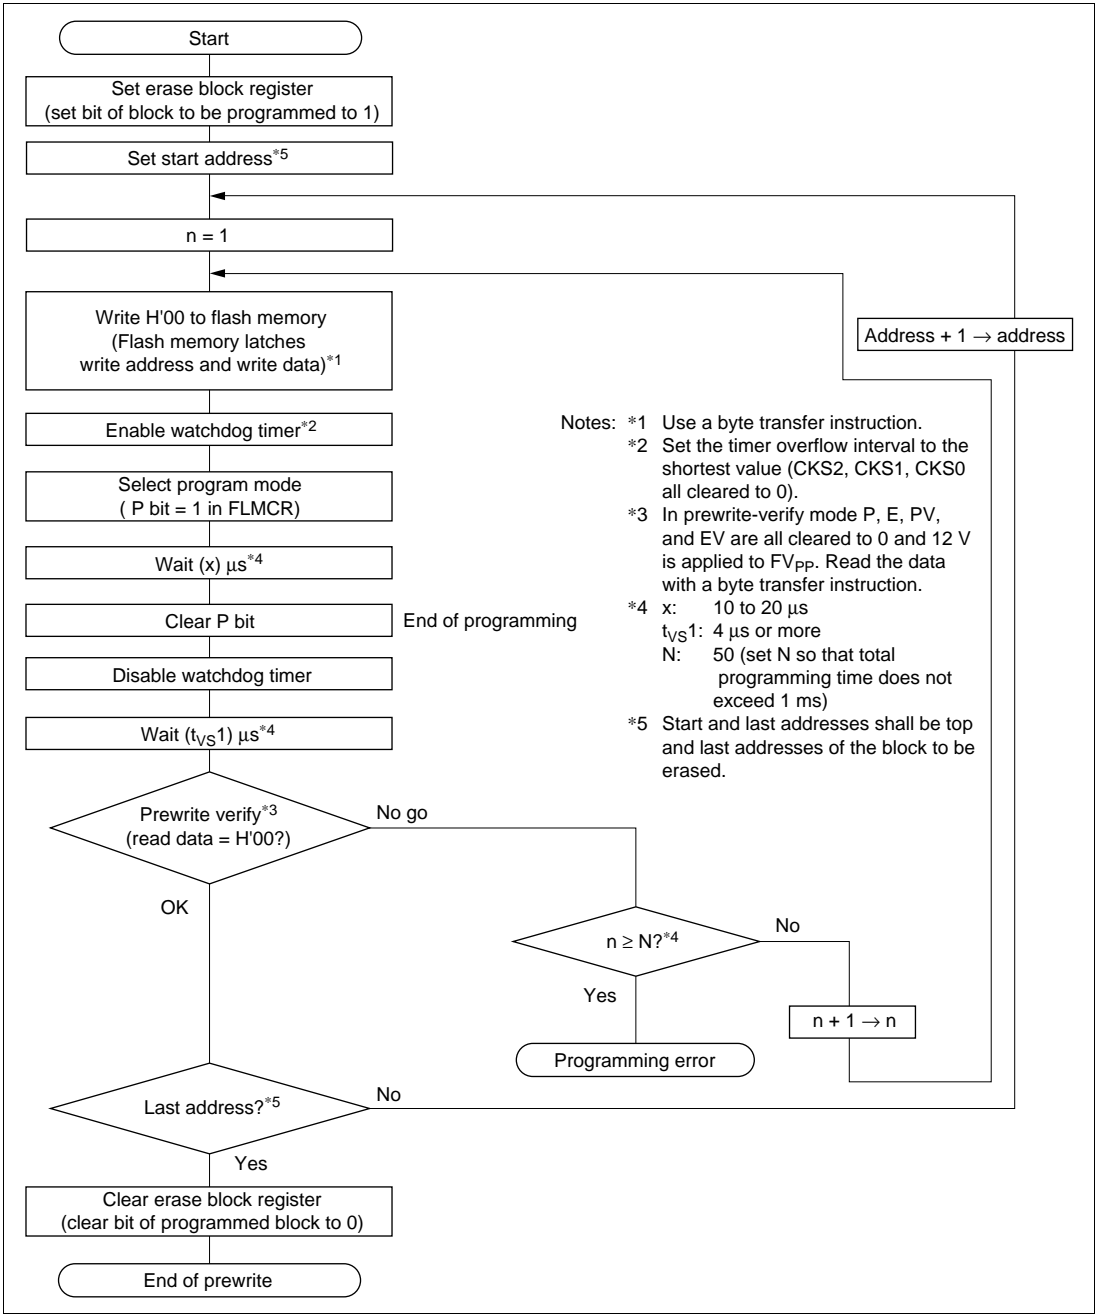 Start
Set erase block register
(set bit of block to be programmed to 1)
Set start address*5
n = 1
Write H'00 to flash memory
(Flash memory latches
write address and write data)*1
Address + 1 → address
Enable watchdog timer*2
Select program mode
( P bit = 1 in FLMCR)
Wait (x) µs*4
Clear P bit
End of programming
Disable watchdog timer
Wait (tVS1) µs*4
Notes: *1 Use a byte transfer instruction.
*2 Set the timer overflow interval to the
shortest value (CKS2, CKS1, CKS0
all cleared to 0).
*3 In prewrite-verify mode P, E, PV,
and EV are all cleared to 0 and 12 V
is applied to FVPP. Read the data
with a byte transfer instruction.
*4 x: 10 to 20 µs
tVS1: 4 µs or more
N: 50 (set N so that total
programming time does not
exceed 1 ms)
*5 Start and last addresses shall be top
and last addresses of the block to be
erased.
Prewrite verify*3
(read data = H'00?)
No go
OK
n ≥ N?*4
No
Yes
n + 1 → n
Programming error
Last address?*5
No
Yes
Clear erase block register
(clear bit of programmed block to 0)
End of prewrite